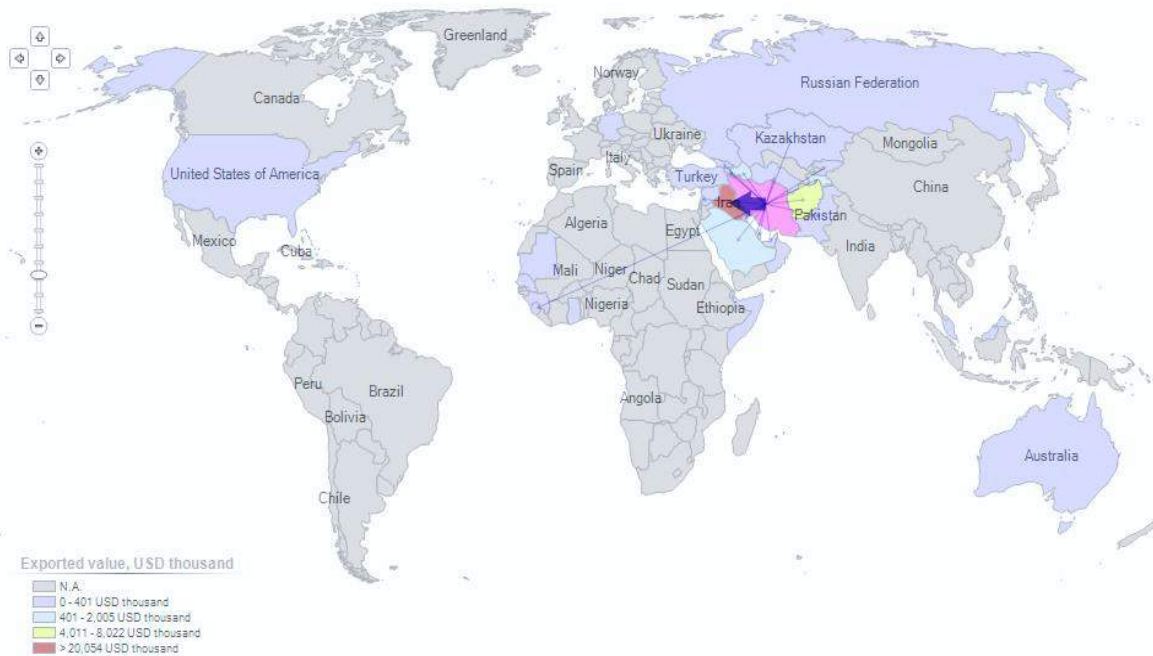 Greenland
Norway
Russian Federation
Canada
Ukraine
Kazakhstan
Mongolia
Italy
Spain
Turkey
United States of America
China
Iraq
Pakistan
Algeria
Egypt
India
Mexico
Cuba
Mali
Niger
Chad
Sudan
Nigeria
Ethiopia
Peru
Brazil
Angola
Bolivia
Australia
Chile
Exported value, USD thousand
N.A.
0 - 401 USD thousand
401 - 2,005 USD thousand
4,011 - 8,022 USD thousand
> 20,054 USD thousand